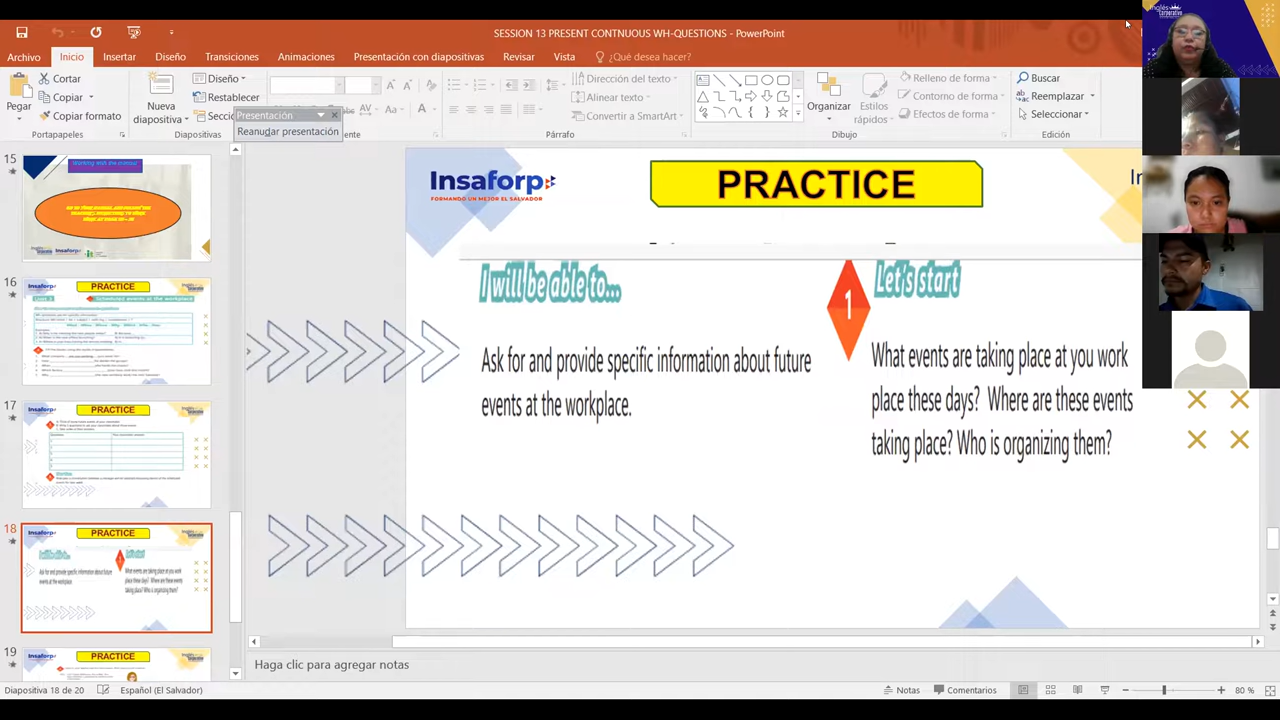 SESSION 13 PRESENT CONTNUOUS WH-QUESTIONS - PowerPoint
Archivo Inicio Insertar Diseño Transiciones Animaciones Presentación con diapositivas Revisar Vista ¿Qué desea hacer?
Pegar
Cortar
Copiar
Copiar formato
Portapapeles
Nueva
diapositiva
Diseño
Restablecer
Diapositivas
Presentación
Reanudar presentación
Dirección del texto
Alinear texto
Convertir a SmartArt
Párrafo
Organizar
Estilos
rápidos
Relleno de forma
Contorno de forma
Efectos de forma
Dibujo
Buscar
Reemplazar
Seleccionar
Edición
15
16
PRACTICE
17
PRACTICE
18
PRACTICE
19
PRACTICE
Insaforp
FORMANDO UN MEJOR EL SALVADOR
PRACTICE
I will be able to...
Ask for and provide specific information about future
events at the workplace.
1
Let's start
What events are taking place at you work
place these days? Where are these events
taking place? Who is organizing them?
Haga clic para agregar notas
Diapositiva 18 de 20 Español (El Salvador) Notas Comentarios 80 %